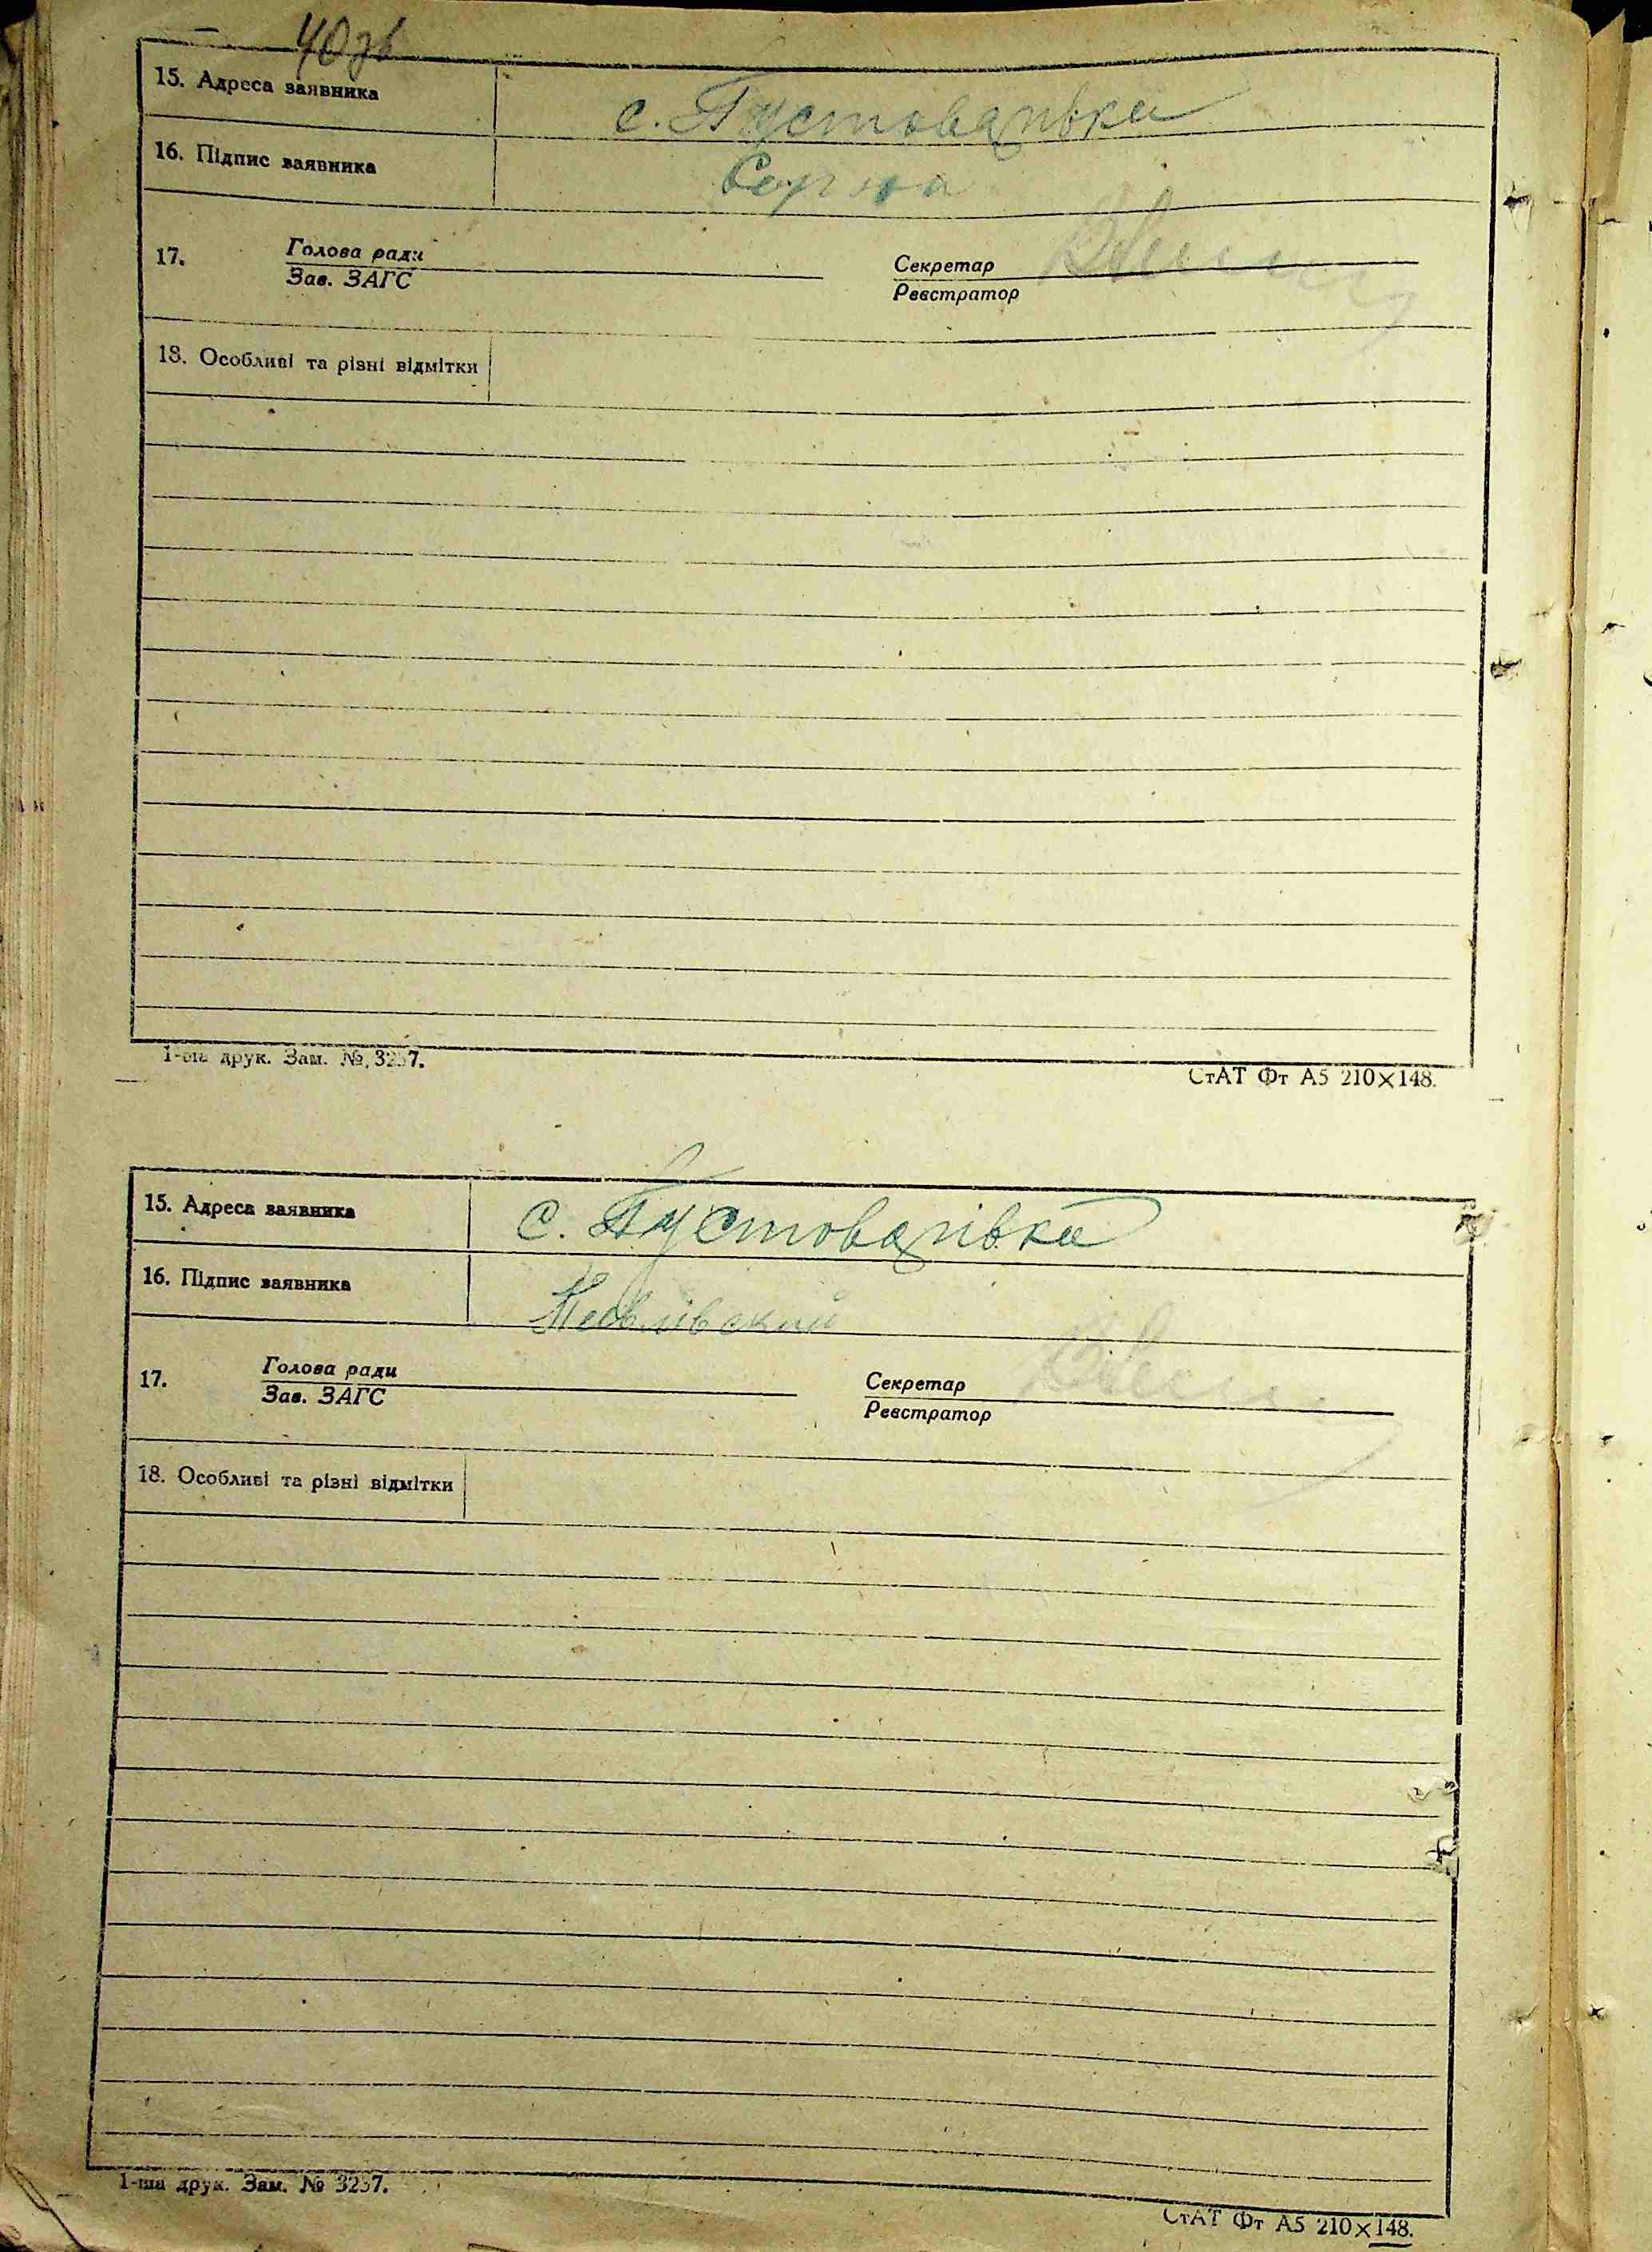 40зв
15. Адреса заявника с. Пустоварівка
16. Підпис заявника
17. Голова ради Секретар
Зав. ЗАГС Реєстратор
18. Особливі та різні відмітки
1-ша друк. Зам. № 3257.
СтАТ Фт А5 210×148.
15. Адреса заявника с. Пустоварівка
16. Підпис заявника
17. Голова ради Секретар
Зав. ЗАГС Реєстратор
18. Особливі та різні відмітки
1-ша друк. Зам. № 3257.
СтАТ Фт А5 210×148.